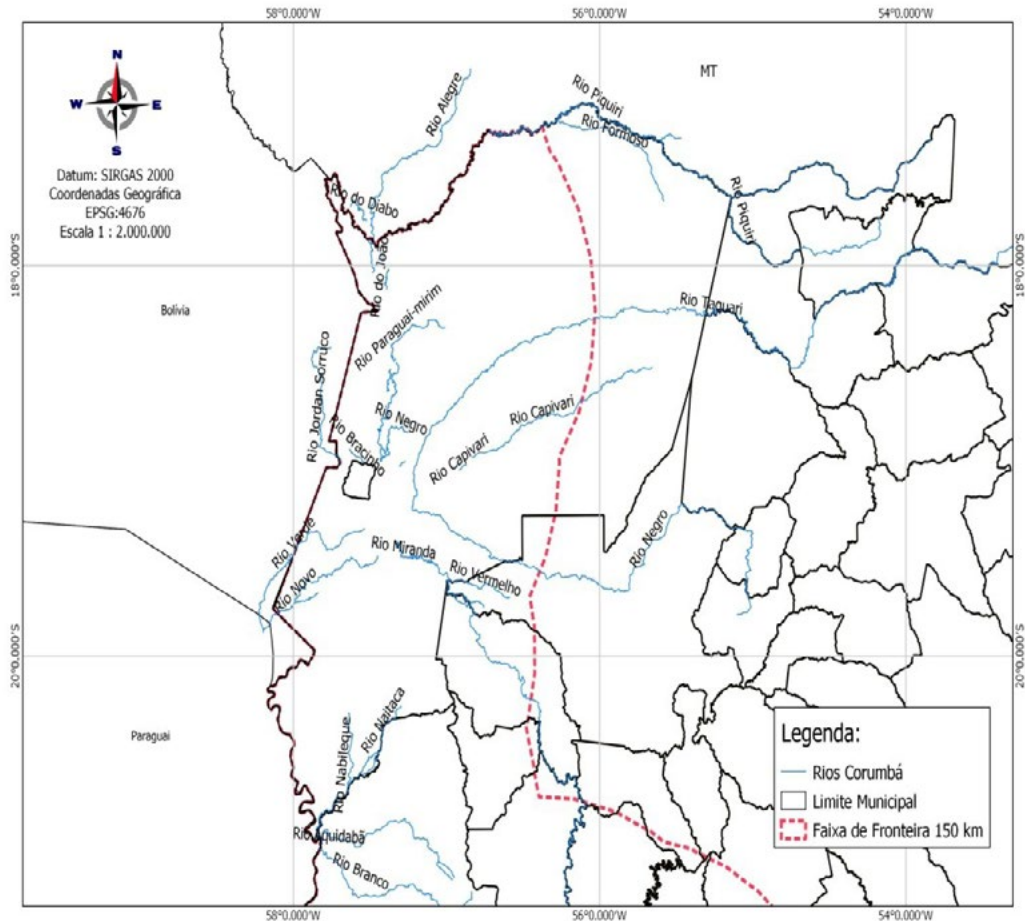 58°0.000'W
56°0.000'W
54°0.000'W
N
W
E
S
Datum: SIRGAS 2000
Coordenadas Geográfica
EPSG:4676
Escala 1 : 2.000.000
MT
Rio Alegre
Rio Piquiri
Rio Formoso
Rio do Diabo
Rio Piquiri
18°0.000'S
18°0.000'S
Rio do João
Bolívia
Rio Paraguai-mirim
Rio Taquari
Rio Jordan Sorruco
Rio Negro
Rio Capivari
Rio Bracinho
Rio Capivari
Rio Verde
Rio Miranda
Rio Negro
Rio Vermelho
Rio Novo
20°0.000'S
20°0.000'S
Paraguai
Rio Naitaca
Rio Nabileque
Rio Aquidabã
Rio Branco
Legenda:
Rios Corumbá
Limite Municipal
Faixa de Fronteira 150 km
58°0.000'W
56°0.000'W
54°0.000'W